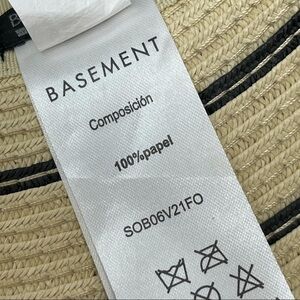 BASEMENT
Composición
100%papel
SOB06V21FO